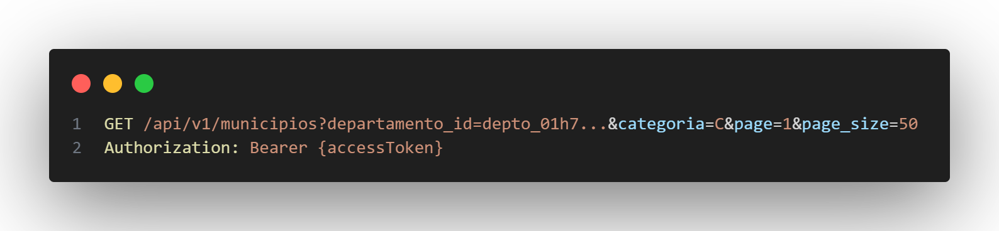 1 GET /api/v1/municipios?departamento_id=depto_01h7...&categoria=C&page=1&page_size=50
2 Authorization: Bearer {accessToken}